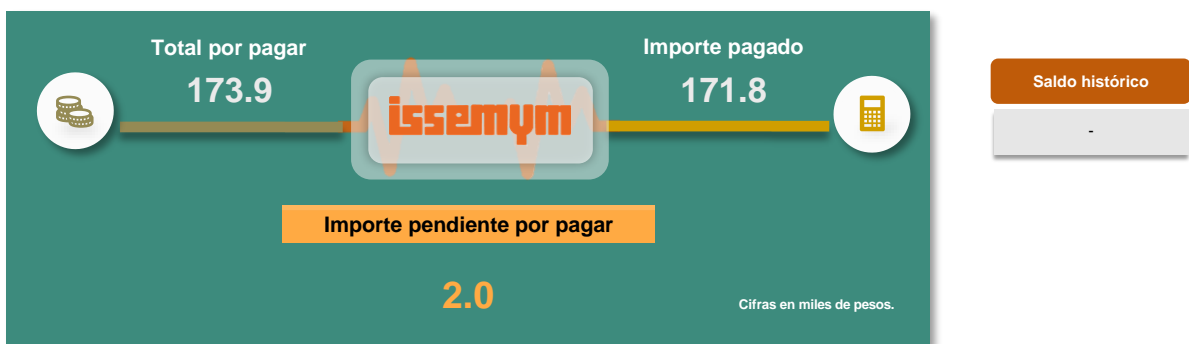 Total por pagar
173.9
Importe pagado
171.8
issemym
Saldo histórico
-
Importe pendiente por pagar
2.0
Cifras en miles de pesos.